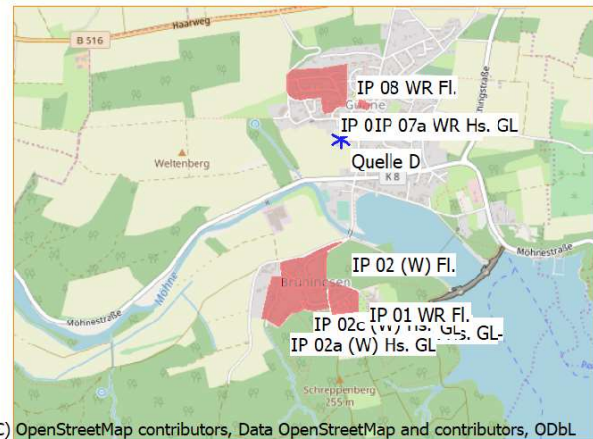 Haarweg
B 516
IP 08 WR Fl.
Günne
IP 0IP 07a WR Hs. GL
Weltenberg
Quelle D
K 8
Möhnestraße
Möhne
IP 02 (W) Fl.
Brüningsen
IP 01 WR Fl.
Möhnestraße
IP 02c (W) Hs. GL
Hs. GL-
IP 02a (W) Hs. GL
Schreppenberg
255 m
C) OpenStreetMap contributors, Data OpenStreetMap and contributors, ODbL